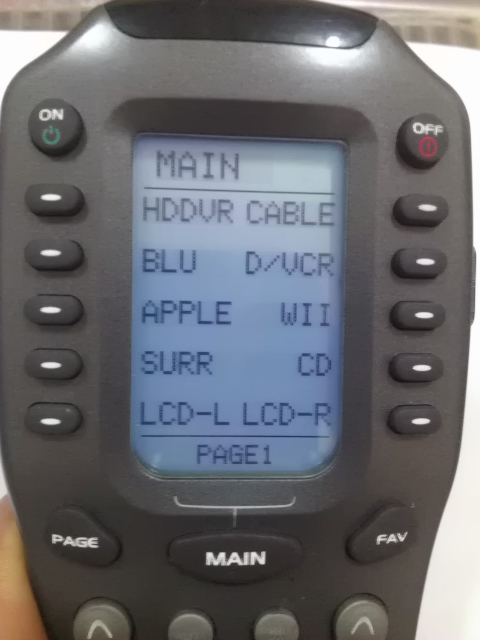 ON OFF
MAIN
HDDVR CABLE
BLU D/VCR
APPLE WII
SURR CD
LCD-L LCD-R
PAGE1
PAGE MAIN FAV